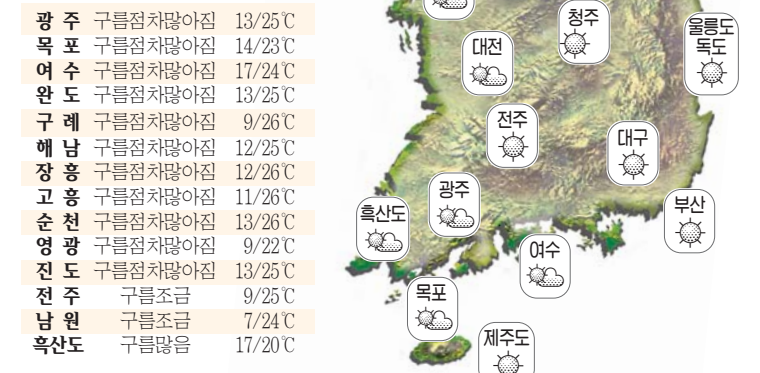 광 주 구름점차많아짐 13/25℃
목 포 구름점차많아짐 14/23℃
여 수 구름점차많아짐 17/24℃
완 도 구름점차많아짐 13/25℃
구 례 구름점차많아짐 9/26℃
해 남 구름점차많아짐 12/25℃
장 흥 구름점차많아짐 12/26℃
고 흥 구름점차많아짐 11/26℃
순 천 구름점차많아짐 13/26℃
영 광 구름점차많아짐 9/22℃
진 도 구름점차많아짐 13/25℃
전 주 구름조금 9/25℃
남 원 구름조금 7/24℃
흑산도 구름많음 17/20℃
청주
울릉도
독도
대전
전주
대구
광주
흑산도
부산
여수
목포
제주도